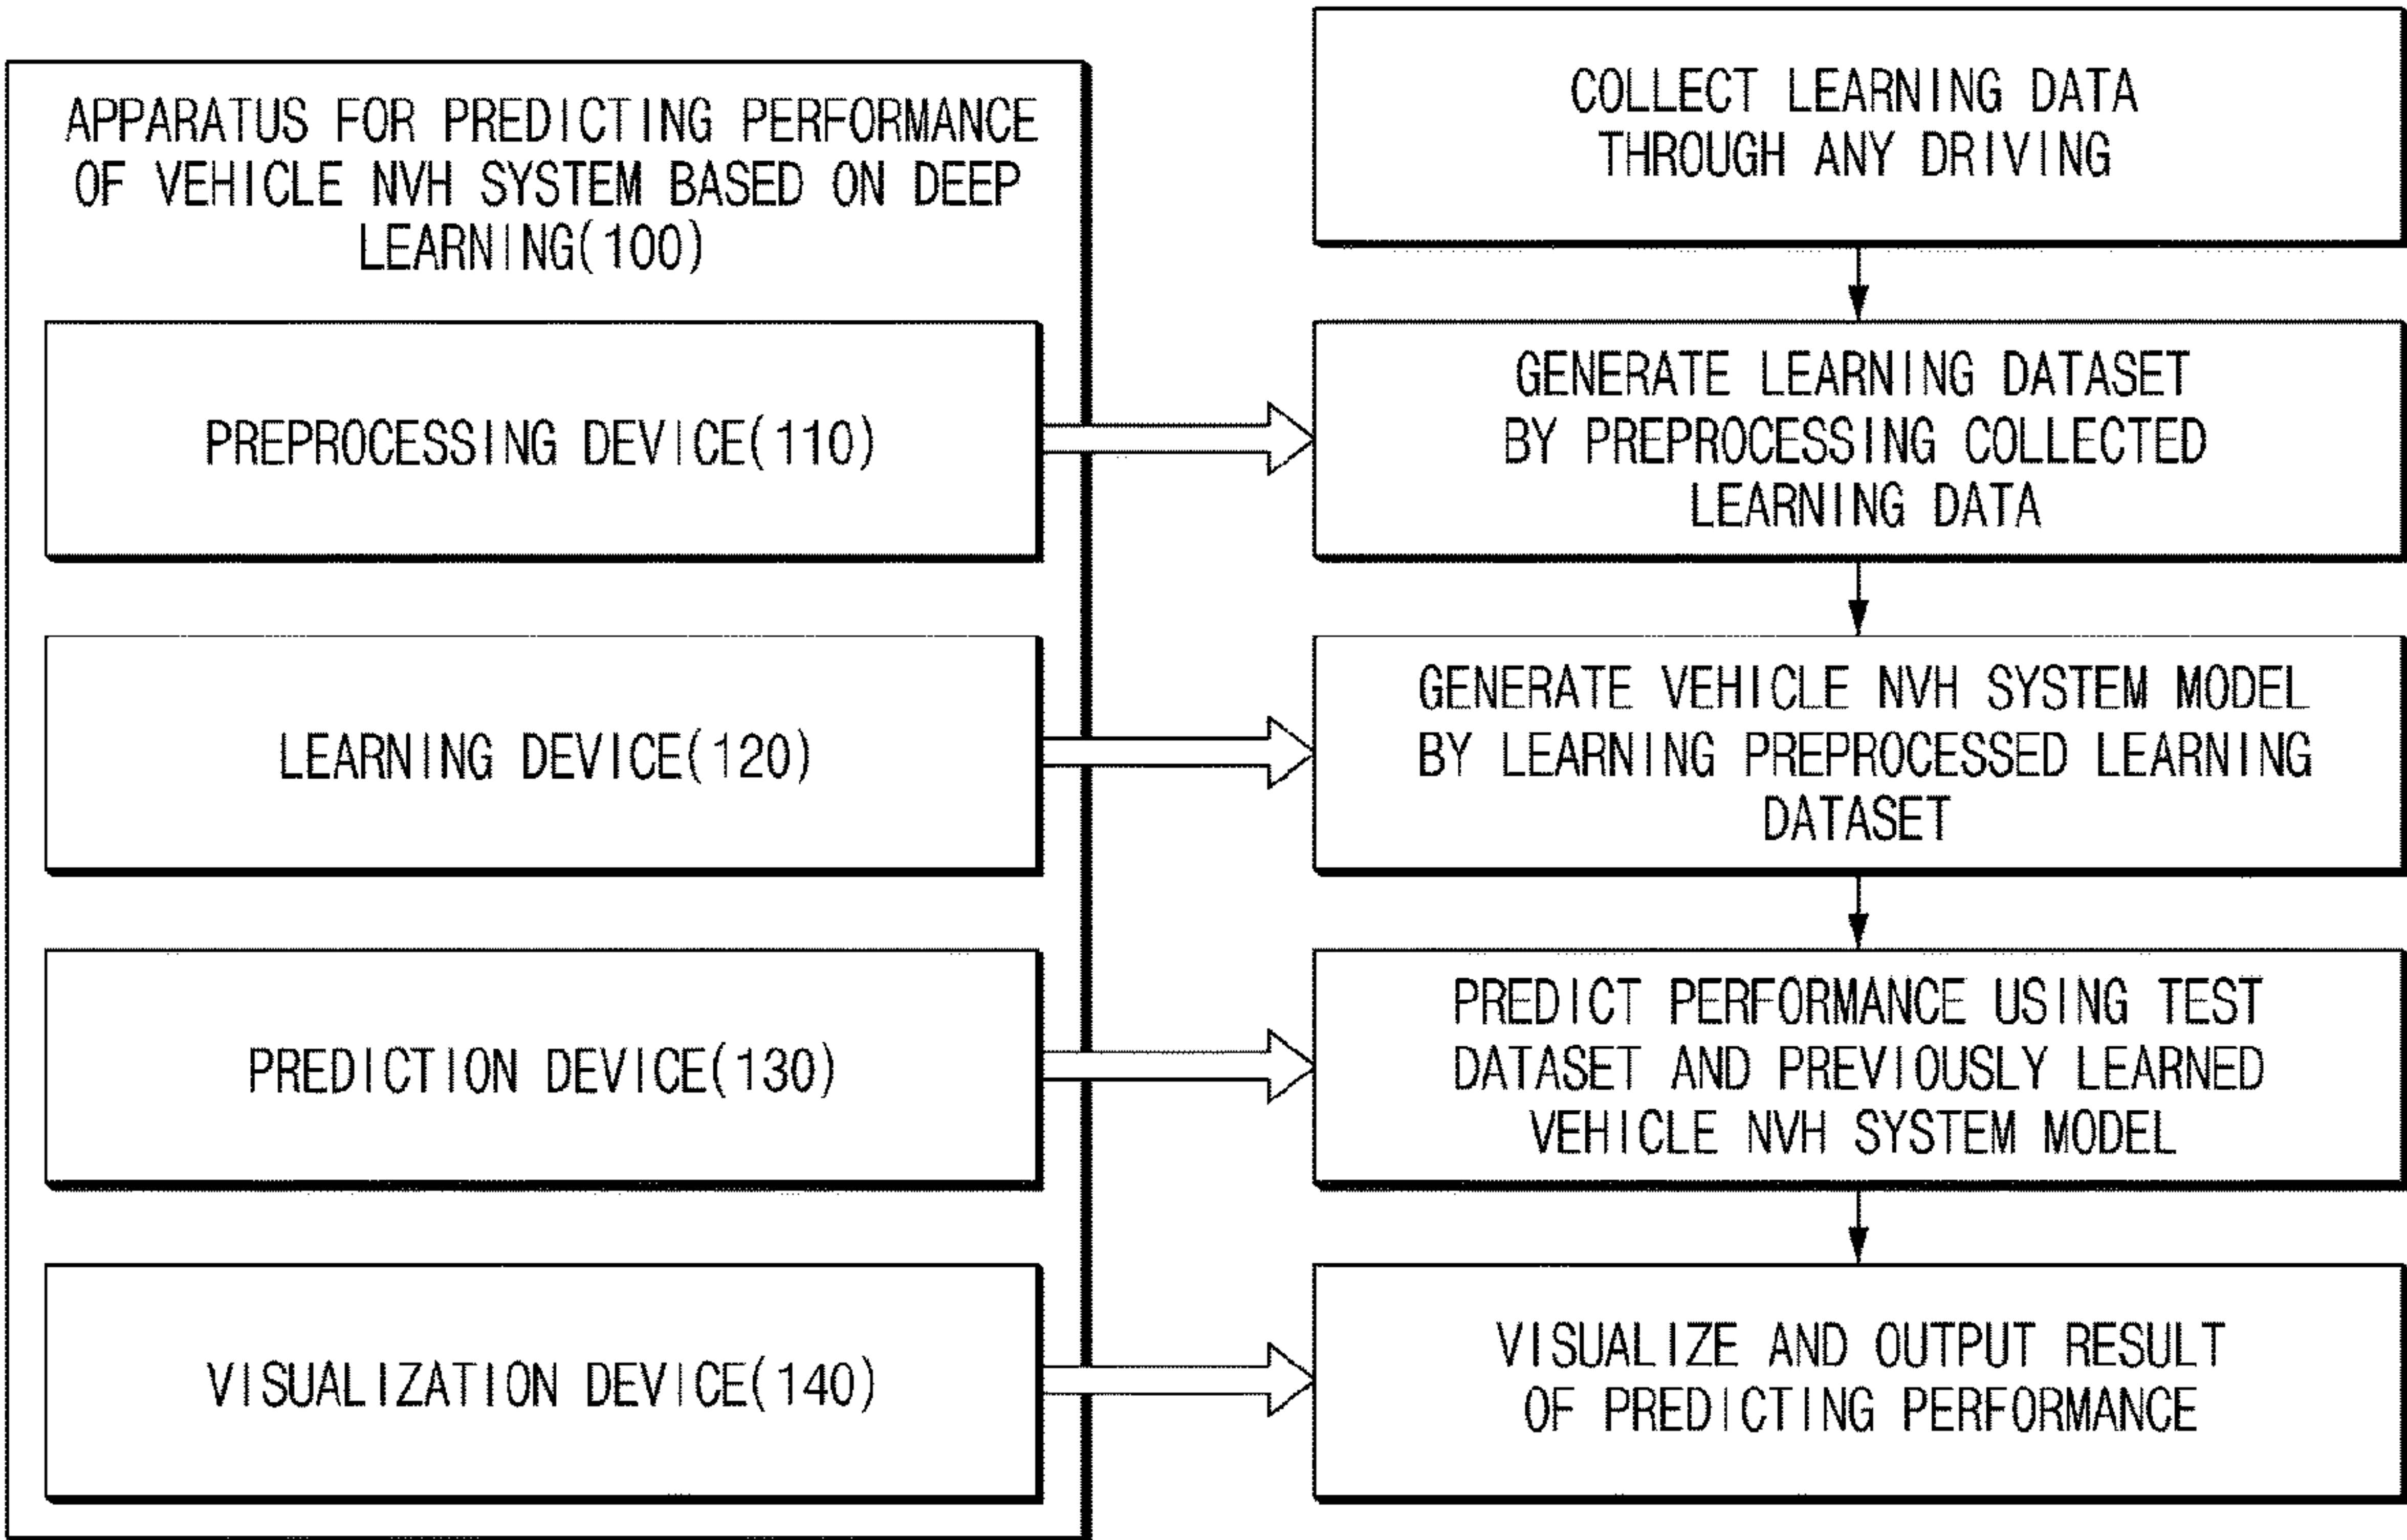 APPARATUS FOR PREDICTING PERFORMANCE
OF VEHICLE NVH SYSTEM BASED ON DEEP
LEARNING(100)
PREPROCESSING DEVICE(110)
LEARNING DEVICE(120)
PREDICTION DEVICE(130)
VISUALIZATION DEVICE(140)
COLLECT LEARNING DATA
THROUGH ANY DRIVING
GENERATE LEARNING DATASET
BY PREPROCESSING COLLECTED
LEARNING DATA
GENERATE VEHICLE NVH SYSTEM MODEL
BY LEARNING PREPROCESSED LEARNING
DATASET
PREDICT PERFORMANCE USING TEST
DATASET AND PREVIOUSLY LEARNED
VEHICLE NVH SYSTEM MODEL
VISUALIZE AND OUTPUT RESULT
OF PREDICTING PERFORMANCE